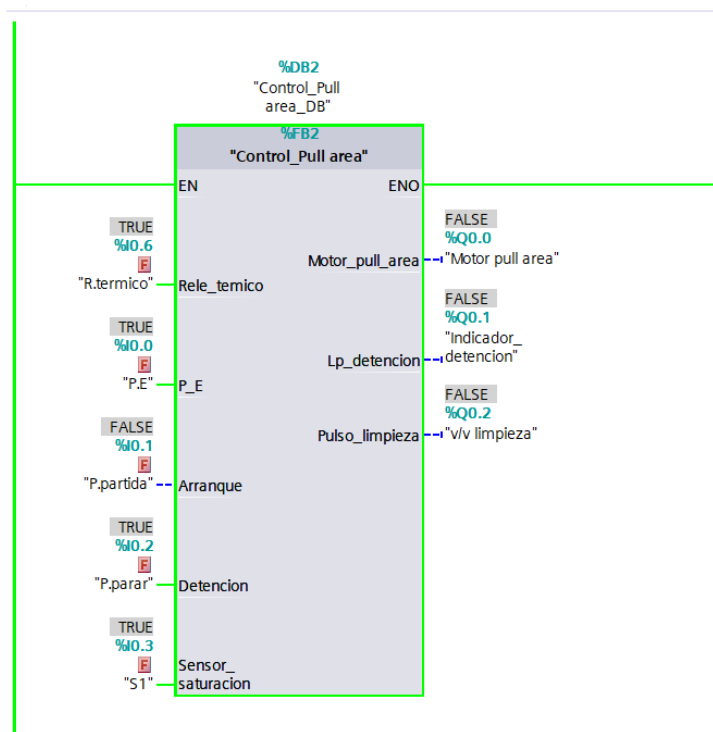 %DB2
"Control_Pull
area_DB"
%FB2
"Control_Pull area"
EN
ENO
TRUE
%I0.6
F
"R.termico"
Rele_temico
FALSE
%Q0.0
Motor_pull_area
"Motor pull area"
TRUE
%I0.0
F
"P.E"
P_E
FALSE
%Q0.1
"Indicador_
Lp_detencion
detencion"
FALSE
%Q0.2
Pulso_limpieza
"v/v limpieza"
FALSE
%I0.1
F
"P.partida"
Arranque
TRUE
%I0.2
F
"P.parar"
Detencion
TRUE
%I0.3
F
"S1"
Sensor_
saturacion